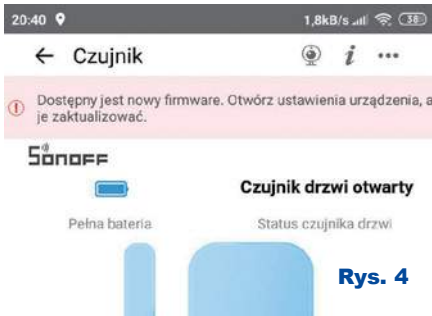 20:40 1,8kB/s 38
Czujnik
Dostępny jest nowy firmware. Otwórz ustawienia urządzenia, a
je zaktualizować.
SONOFF
Czujnik drzwi otwarty
Pełna bateria Status czujnika drzwi
Rys. 4